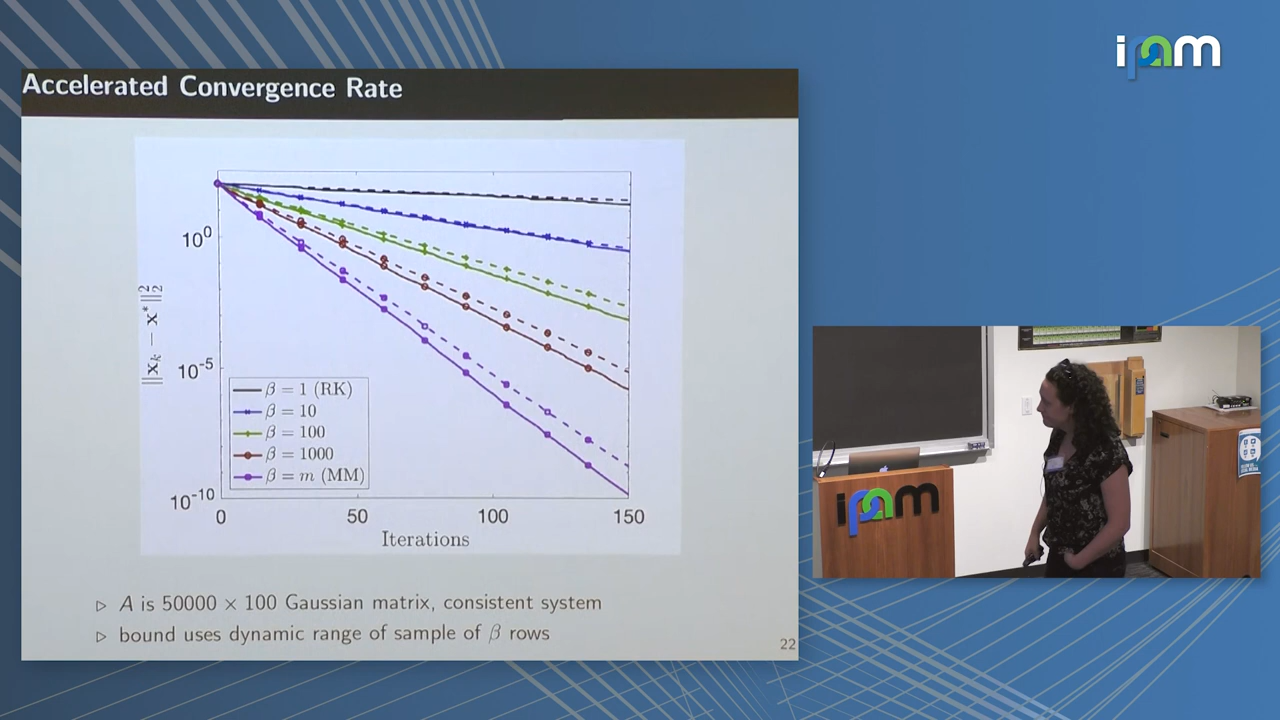 ipam
Accelerated Convergence Rate
‖x_k − x*‖₂²
10⁰
10⁻⁵
10⁻¹⁰
β = 1 (RK)
β = 10
β = 100
β = 1000
β = m (MM)
0
50
100
150
Iterations
▷ A is 50000 × 100 Gaussian matrix, consistent system
▷ bound uses dynamic range of sample of β rows
22
ipam